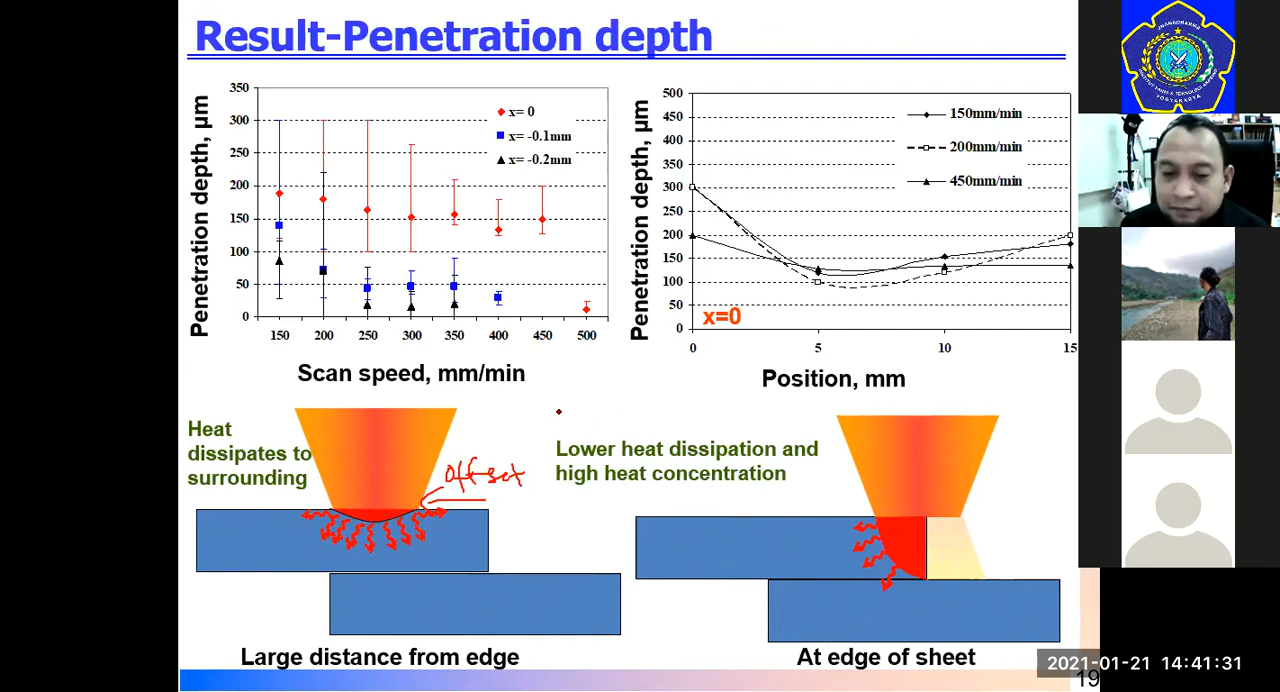 Result-Penetration depth
Penetration depth, µm
350
300
250
200
150
100
50
0
x= 0
x= -0.1mm
x= -0.2mm
150 200 250 300 350 400 450 500
Scan speed, mm/min
Penetration depth, µm
500
450
400
350
300
250
200
150
100
50
0
150mm/min
200mm/min
450mm/min
x=0
0 5 10 15
Position, mm
Heat
dissipates to
surrounding
offset
Lower heat dissipation and
high heat concentration
Large distance from edge
At edge of sheet
2021-01-21 14:41:31
19
YOGYAKARTA